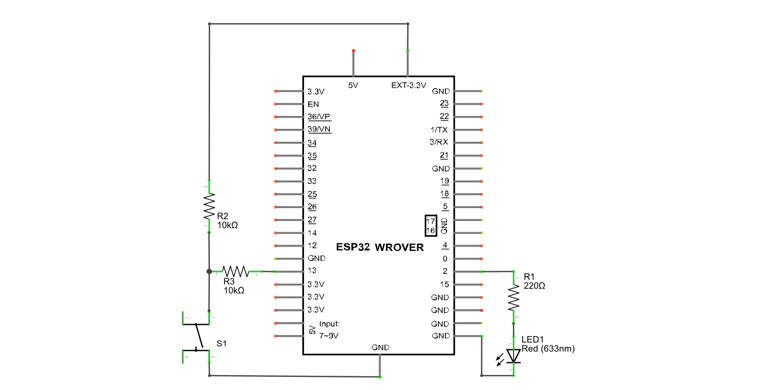 5V
EXT-3.3V
3.3V
EN
36/VP
39/VN
34
35
32
33
25
26
27
14
12
GND
13
3.3V
3.3V
3.3V
5V
Input:
7~9V
GND
23
22
1/TX
3/RX
21
GND
19
18
5
17
16
GND
4
0
2
15
GND
GND
GND
GND
ESP32 WROVER
GND
R2
10kΩ
R3
10kΩ
S1
R1
220Ω
LED1
Red (633nm)